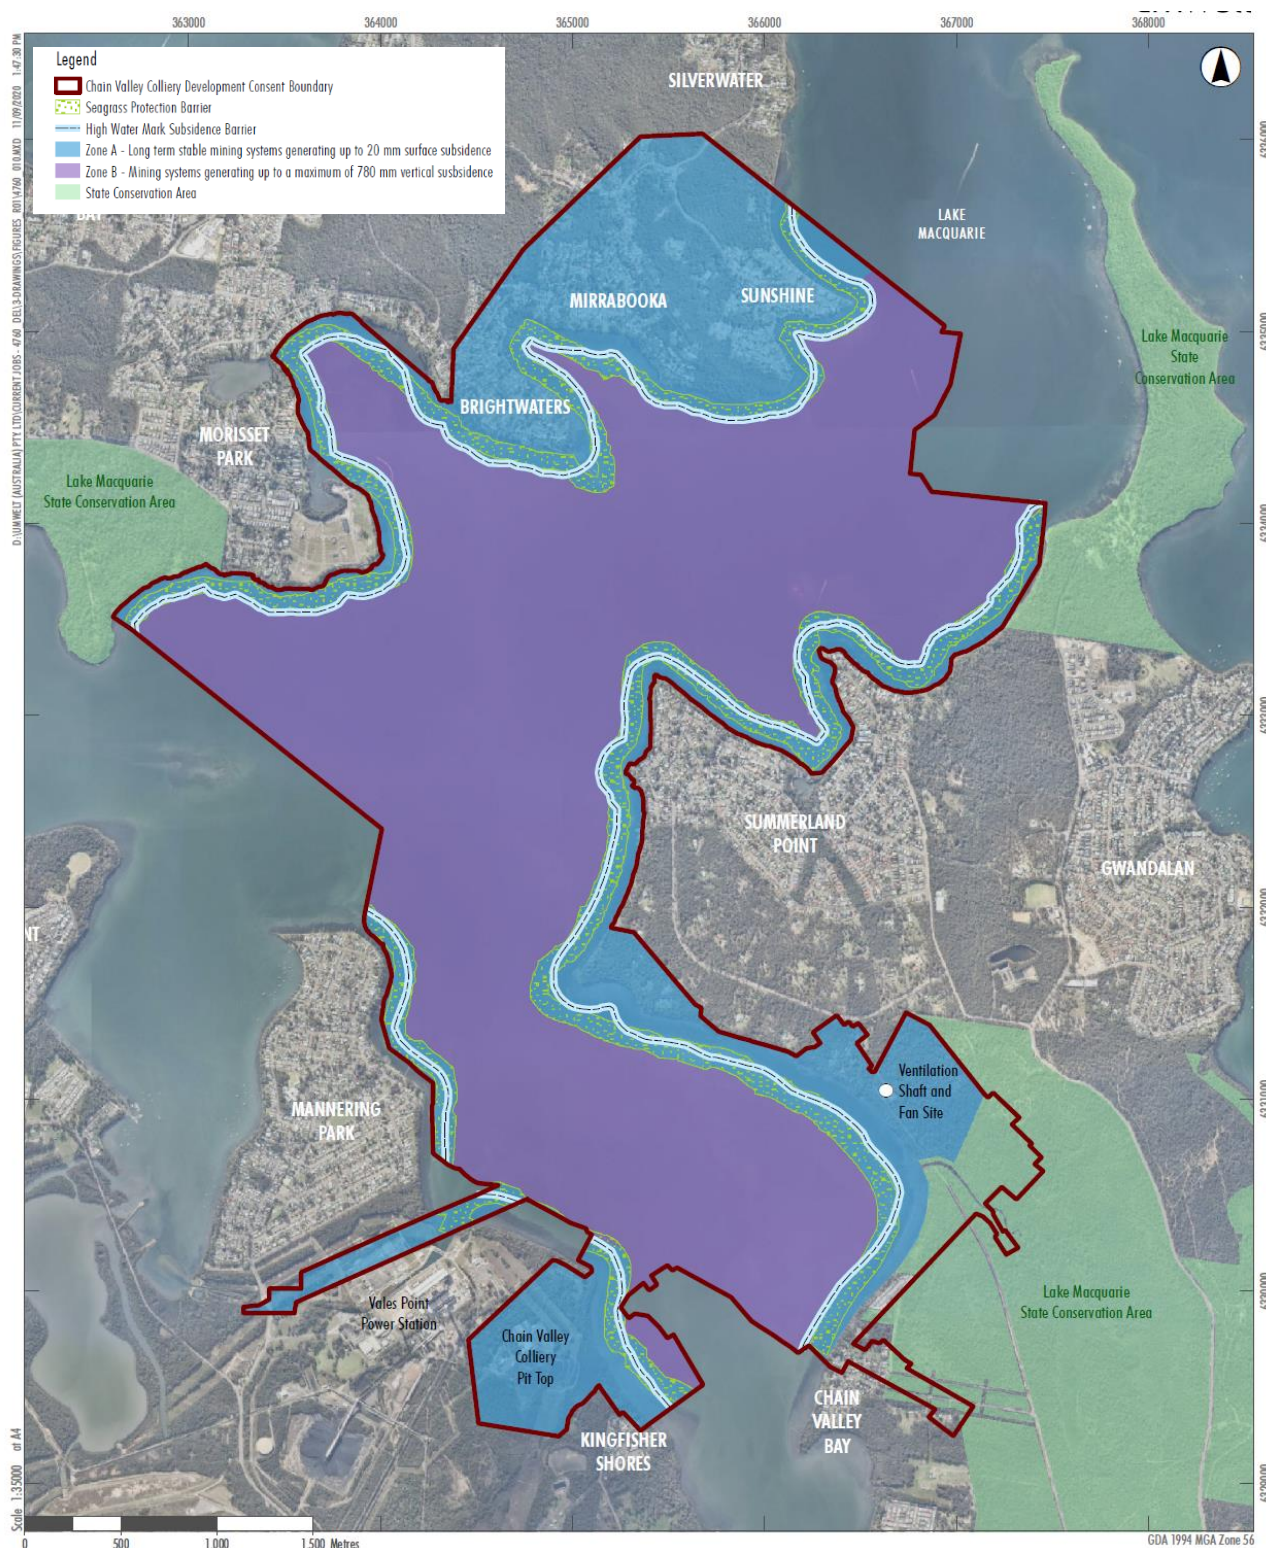 363000 364000 365000 366000 367000 368000
Legend
Chain Valley Colliery Development Consent Boundary
Seagrass Protection Barrier
High Water Mark Subsidence Barrier
Zone A - Long term stable mining systems generating up to 20 mm surface subsidence
Zone B - Mining systems generating up to a maximum of 780 mm vertical susbsidence
State Conservation Area
BAY
SILVERWATER
LAKE
MACQUARIE
MIRRABOOKA
SUNSHINE
Lake Macquarie
State
Conservation Area
BRIGHTWATERS
MORISSET
PARK
Lake Macquarie
State Conservation Area
SUMMERLAND
POINT
GWANDALAN
NT
Ventilation
Shaft and
Fan Site
MANNERING
PARK
Vales Point
Power Station
Lake Macquarie
State Conservation Area
Chain Valley
Colliery
Pit Top
CHAIN
VALLEY
BAY
KINGFISHER
SHORES
Scale 1:35000 at A4
0 500 1 000 1 500 Metres
GDA 1994 MGA Zone 56